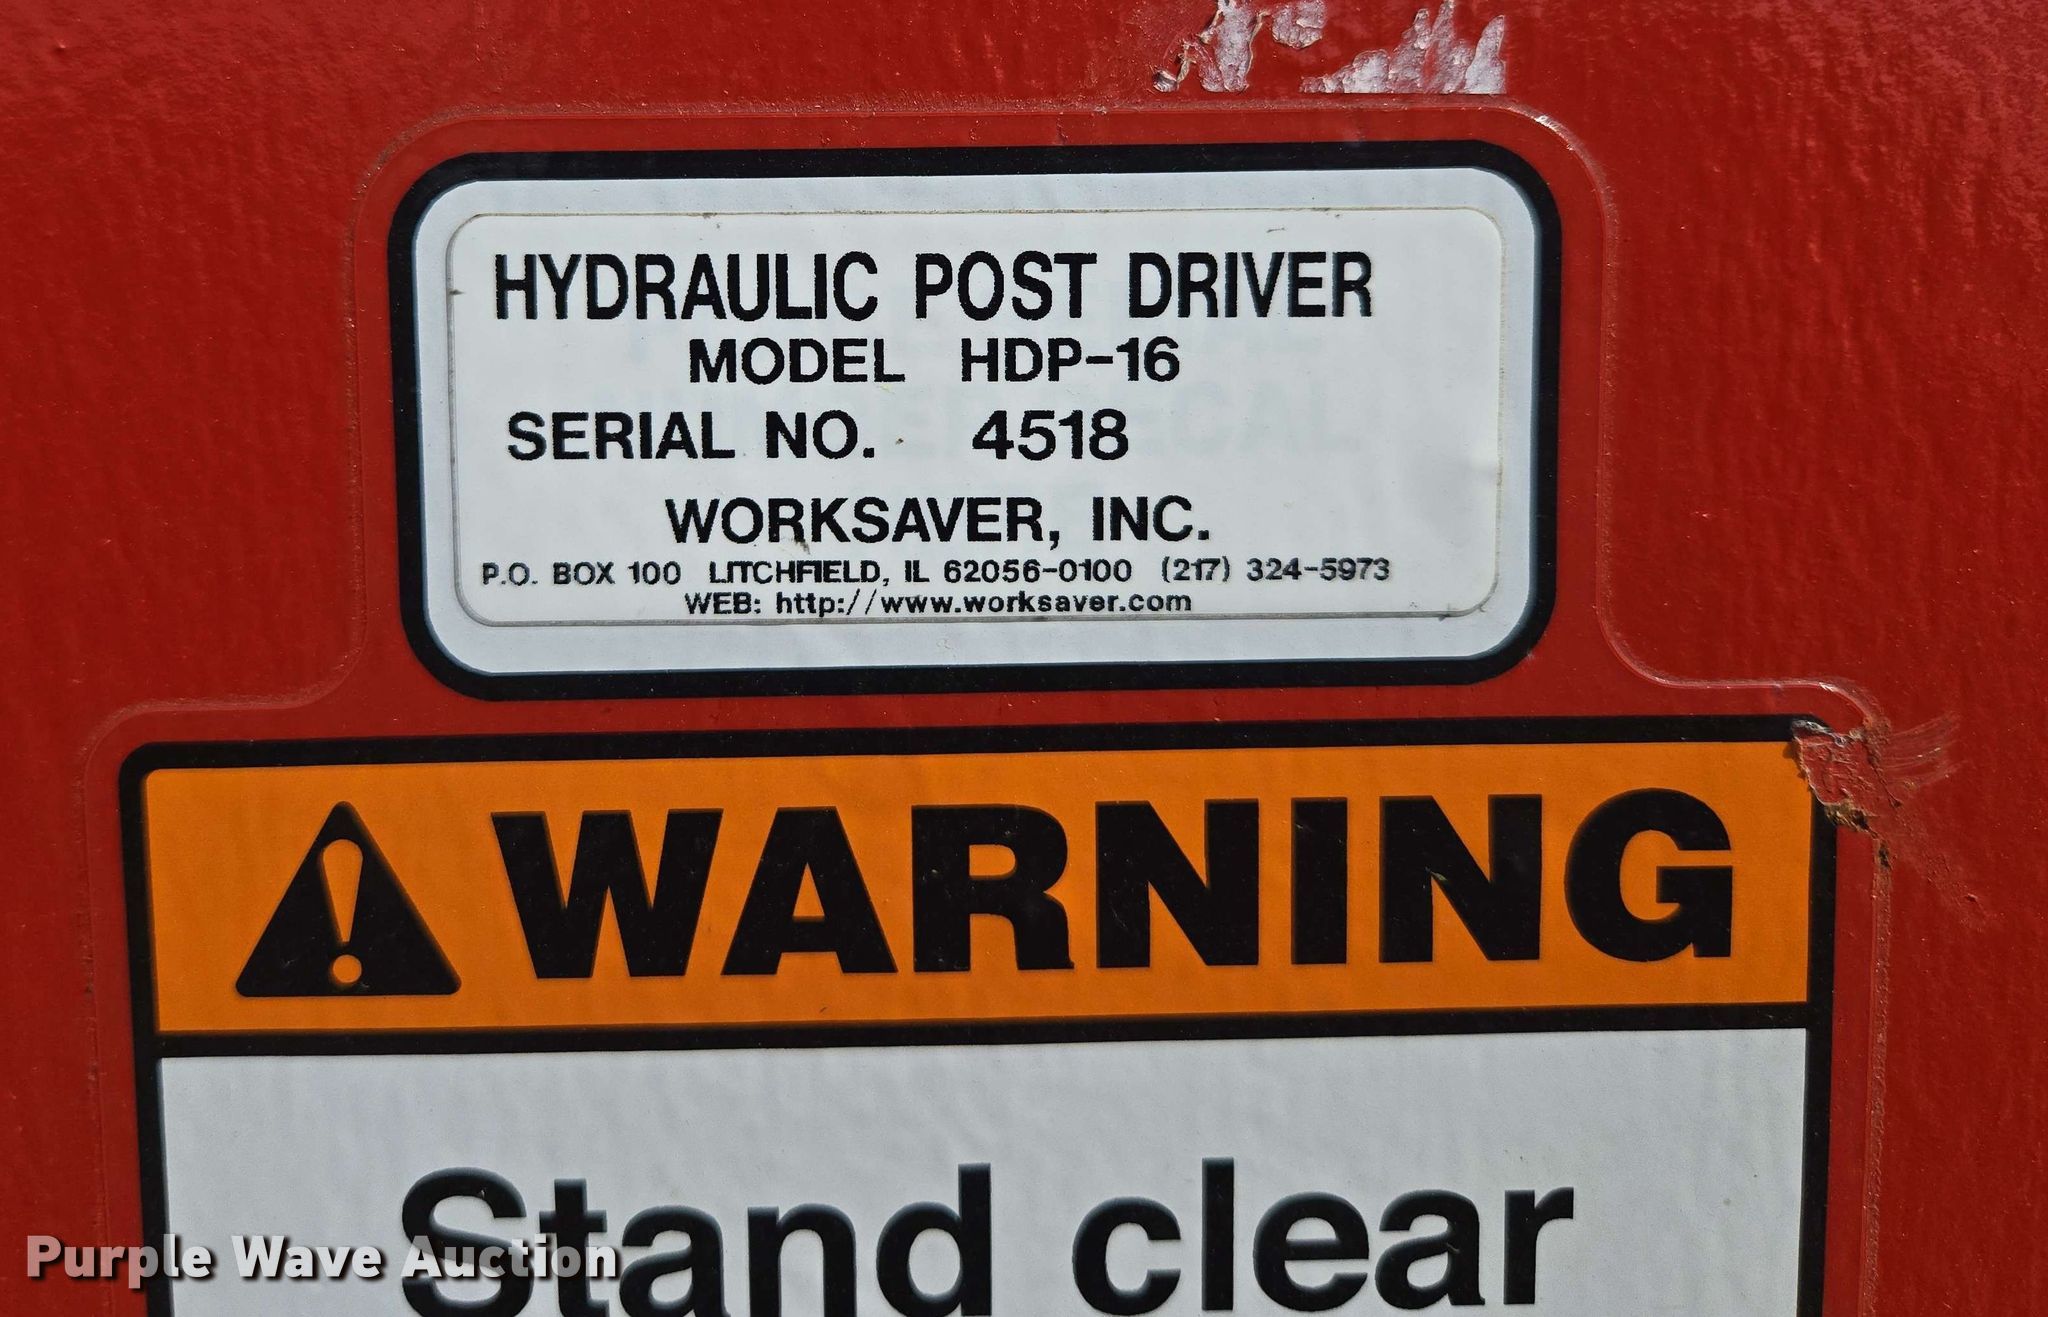 HYDRAULIC POST DRIVER
MODEL HDP-16
SERIAL NO. 4518
WORKSAVER, INC.
P.O. BOX 100 LITCHFIELD, IL 62056-0100 (217) 324-5973
WEB: http://www.worksaver.com
WARNING
Stand clear
Purple Wave Auction